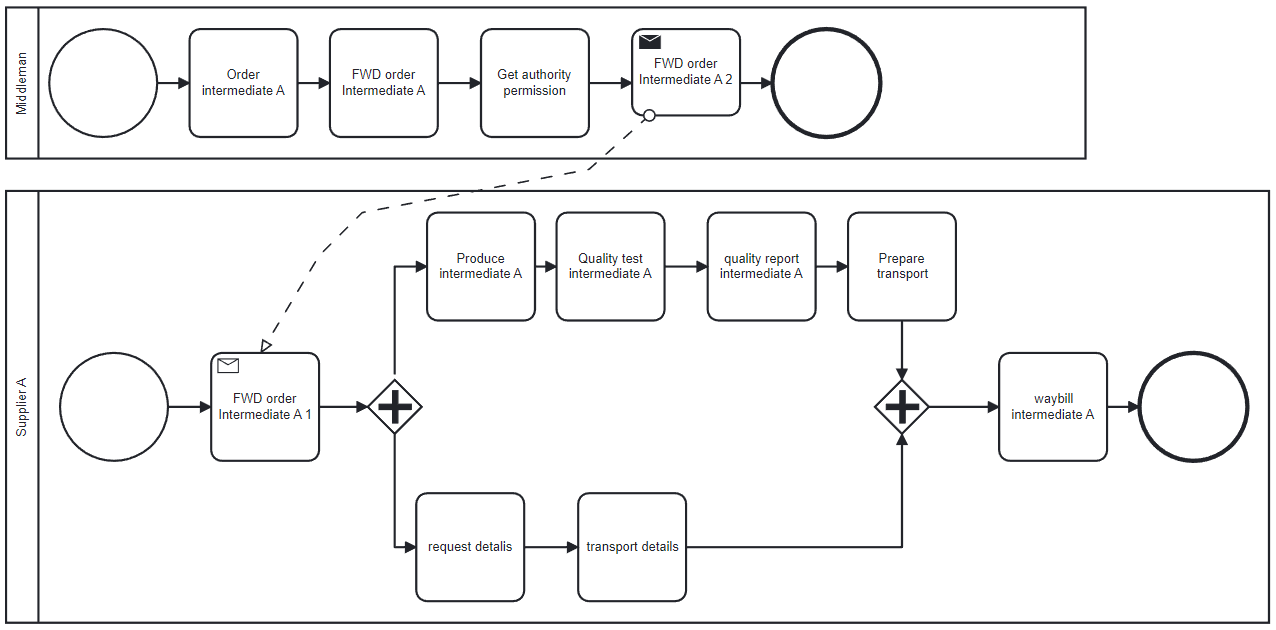 Middleman
Order
intermediate A
FWD order
Intermediate A
Get authority
permission
FWD order
Intermediate A 2
Supplier A
Produce
intermediate A
Quality test
intermediate A
quality report
intermediate A
Prepare
transport
FWD order
Intermediate A 1
waybill
intermediate A
request detalis
transport details